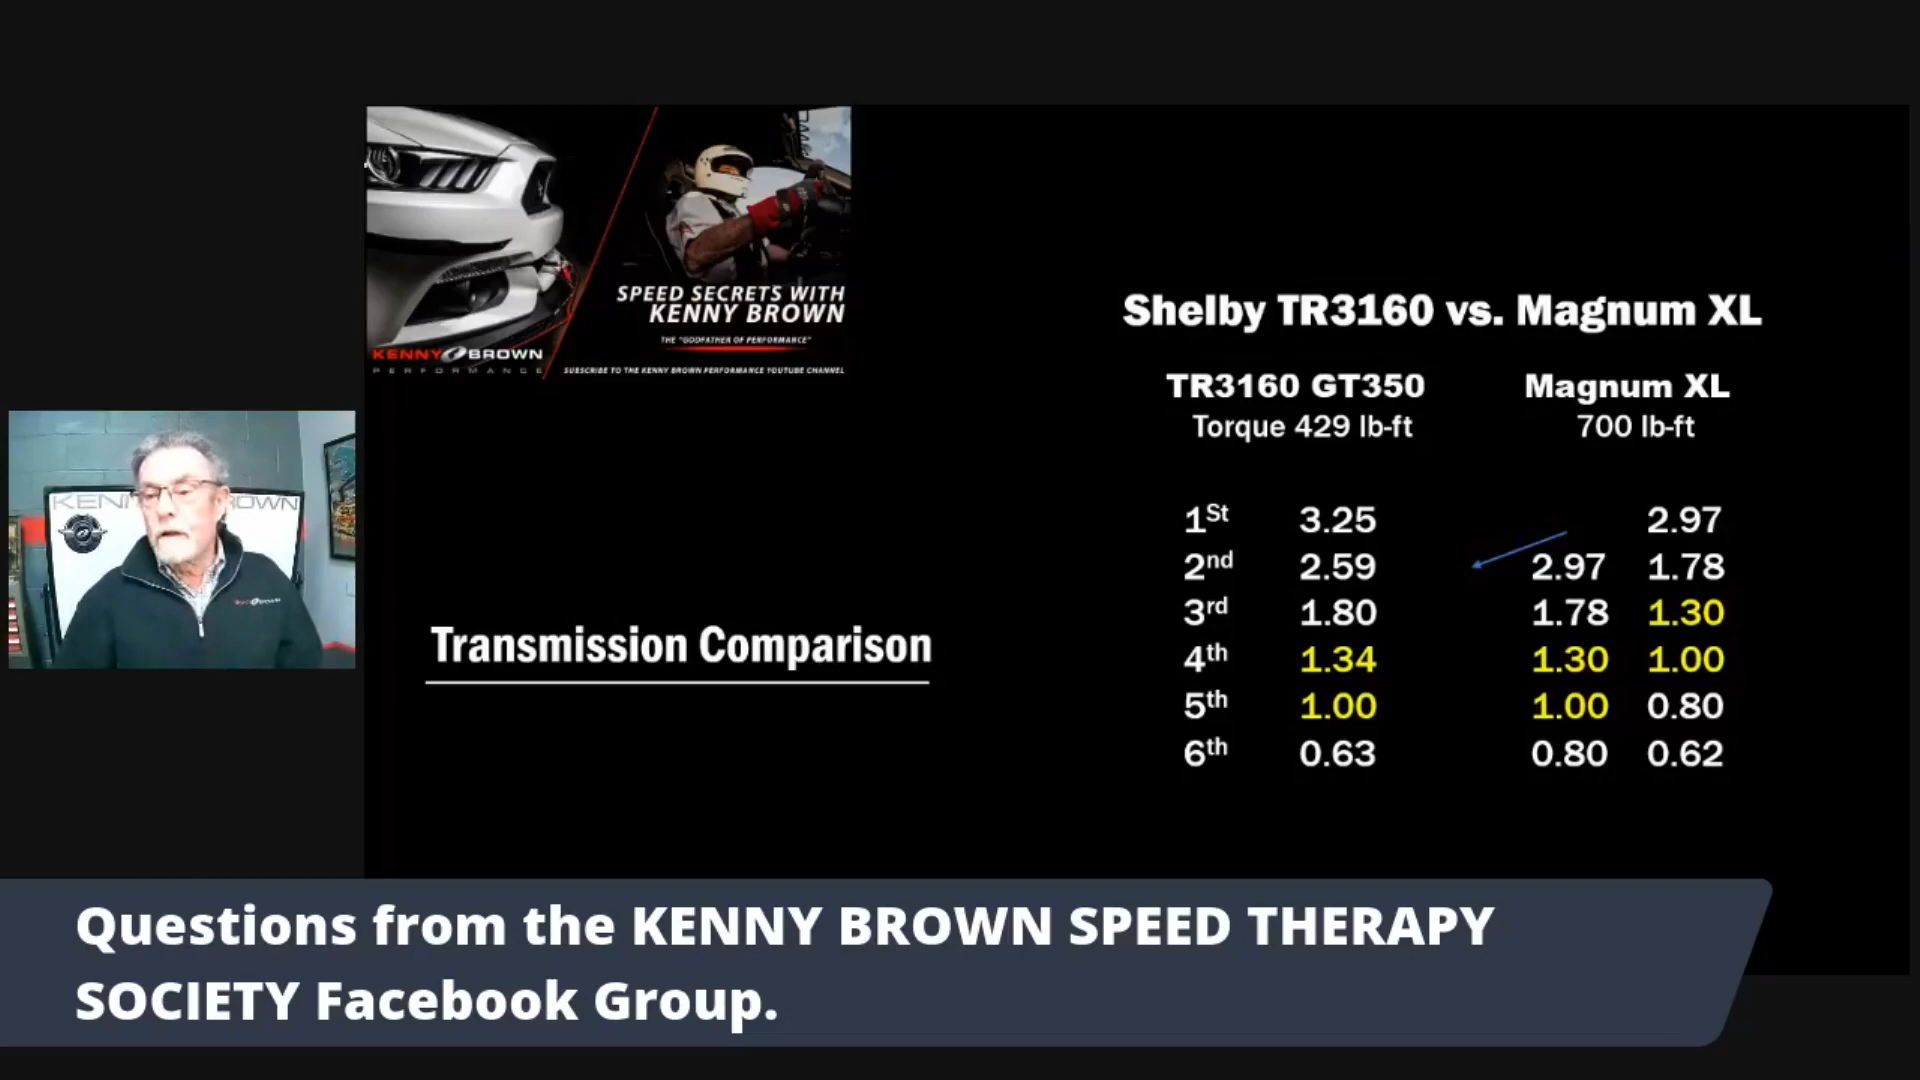 SPEED SECRETS WITH
KENNY BROWN
THE "GODFATHER OF PERFORMANCE"
KENNY BROWN
PERFORMANCE
SUBSCRIBE TO THE KENNY BROWN PERFORMANCE YOUTUBE CHANNEL
Shelby TR3160 vs. Magnum XL
TR3160 GT350 Magnum XL
Torque 429 lb-ft 700 lb-ft
1St 3.25 2.97
2nd 2.59 2.97 1.78
3rd 1.80 1.78 1.30
4th 1.34 1.30 1.00
5th 1.00 1.00 0.80
6th 0.63 0.80 0.62
Transmission Comparison
Questions from the KENNY BROWN SPEED THERAPY
SOCIETY Facebook Group.